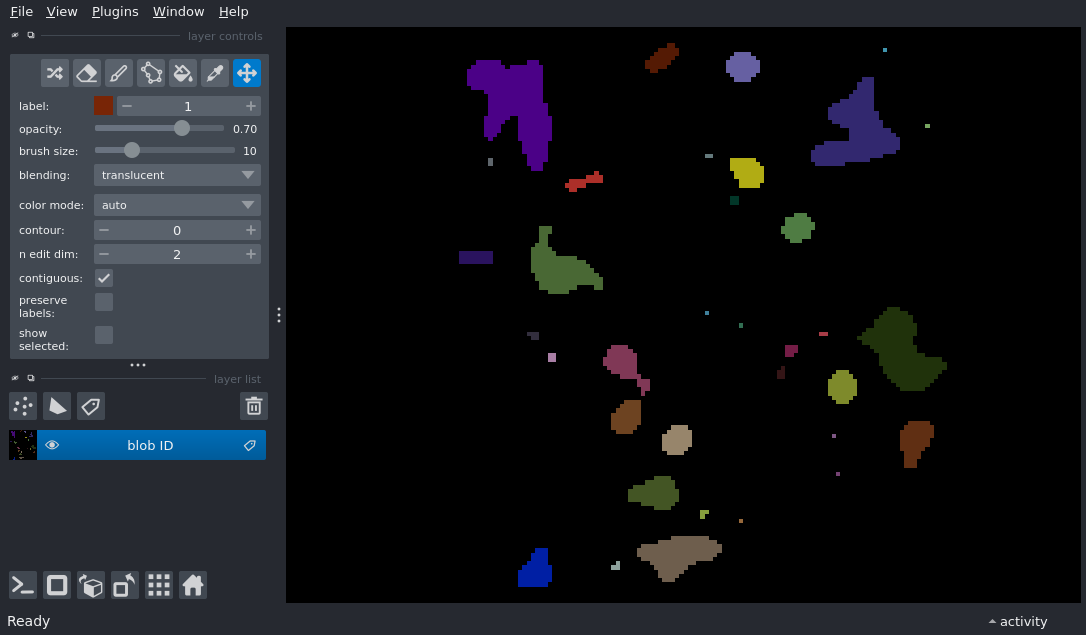 File View Plugins Window Help
layer controls
label: 1
opacity: 0.70
brush size: 10
blending: translucent
color mode: auto
contour: 0
n edit dim: 2
contiguous:
preserve
labels:
show
selected:
layer list
blob ID
Ready
activity